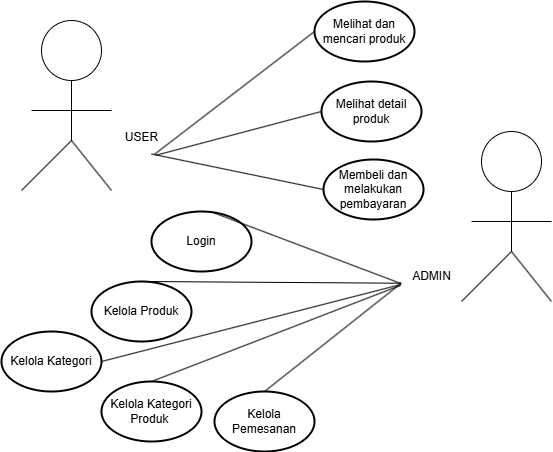 Melihat dan
mencari produk
Melihat detail
produk
USER
Membeli dan
melakukan
pembayaran
Login
ADMIN
Kelola Produk
Kelola Kategori
Kelola Kategori
Produk
Kelola
Pemesanan